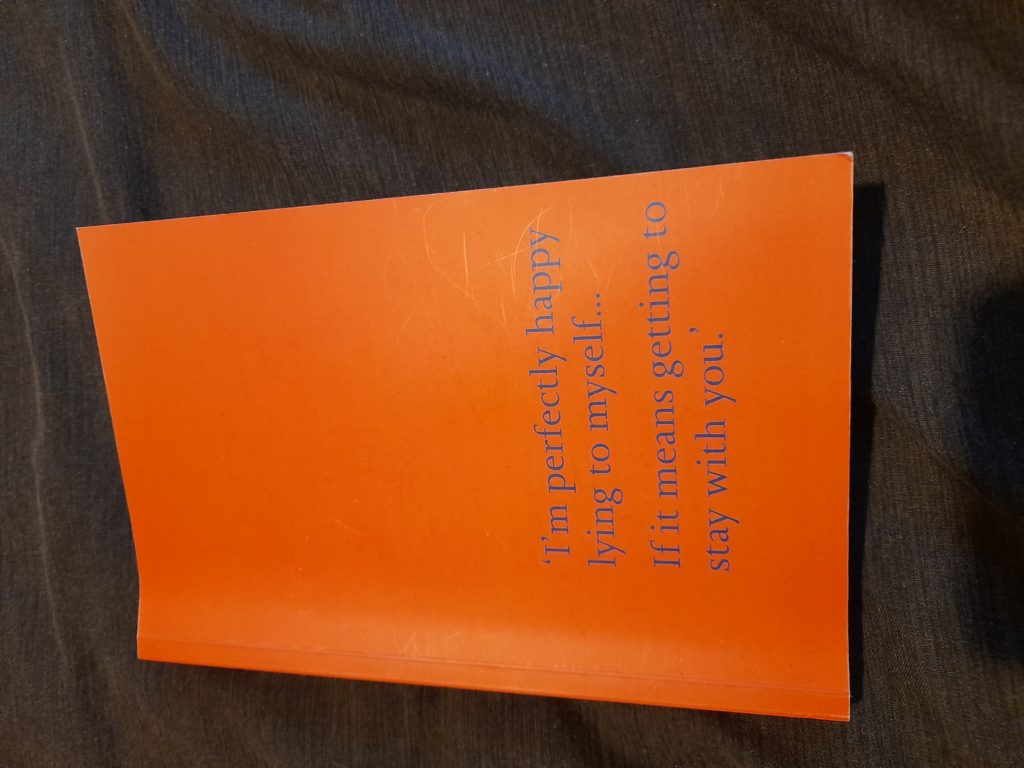 ‘I’m perfectly happy
lying to myself...
If it means getting to
stay with you.’